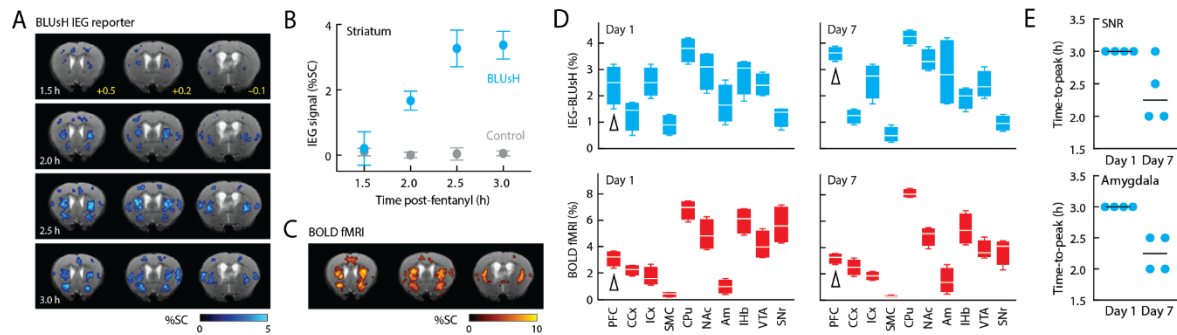 A
BLUsH IEG reporter
1.5 h
+0.5
+0.2
−0.1
2.0 h
2.5 h
3.0 h
%SC
0
5
B
Striatum
IEG signal (%SC)
4
2
0
BLUsH
Control
1.5
2.0
2.5
3.0
Time post-fentanyl (h)
C
BOLD fMRI
%SC
0
10
D
Day 1
Day 7
IEG-BLUsH (%)
4
3
2
1
0
Day 1
Day 7
BOLD fMRI (%)
8
6
4
2
0
PFC
CCx
ICx
SMC
CPu
NAc
Am
lHb
VTA
SNr
PFC
CCx
ICx
SMC
CPu
NAc
Am
lHb
VTA
SNr
E
SNR
Time-to-peak (h)
3.5
3.0
2.5
2.0
1.5
Day 1
Day 7
Amygdala
Time-to-peak (h)
3.5
3.0
2.5
2.0
1.5
Day 1
Day 7